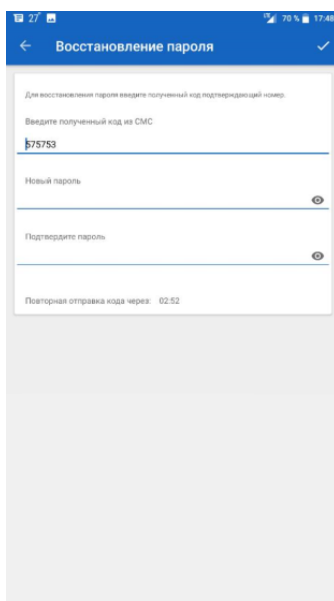 27° 70 % 17:48
Восстановление пароля
Для восстановления пароля введите полученный код подтверждающий номер.
Введите полученный код из СМС
575753
Новый пароль
Подтвердите пароль
Повторная отправка кода через: 02:52